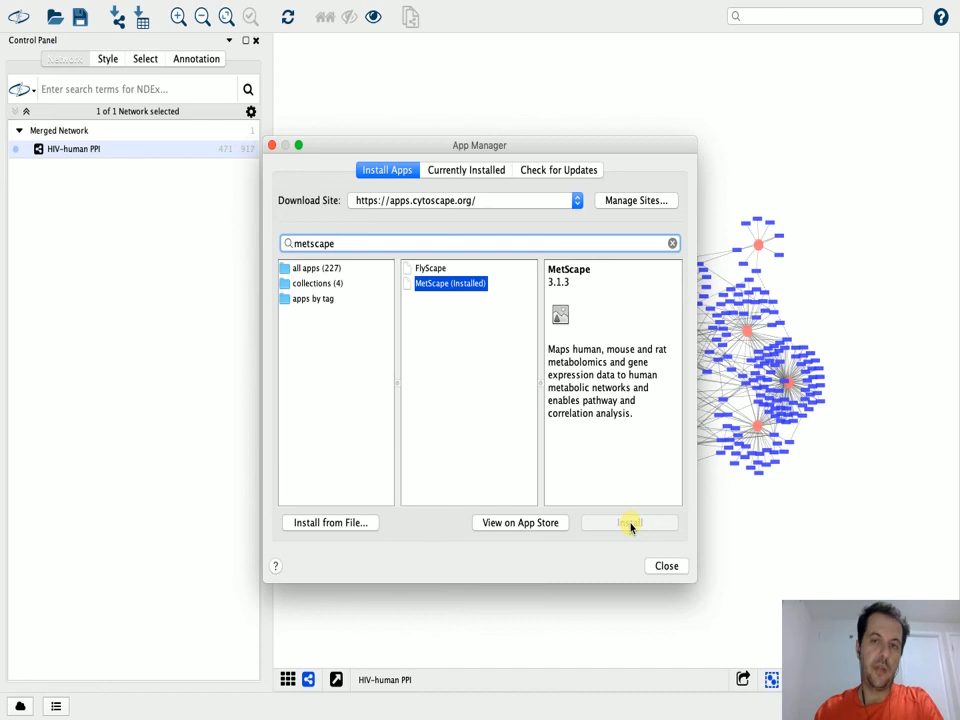 Control Panel
Network Style Select Annotation
Enter search terms for NDEx...
1 of 1 Network selected
Merged Network 1
HIV-human PPI 471 917
App Manager
Install Apps Currently Installed Check for Updates
Download Site: https://apps.cytoscape.org/ Manage Sites...
metscape
all apps (227)
collections (4)
apps by tag
FlyScape
MetScape (Installed)
MetScape
3.1.3
Maps human, mouse and rat
metabolomics and gene
expression data to human
metabolic networks and
enables pathway and
correlation analysis.
Install from File... View on App Store Install
? Close
HIV-human PPI